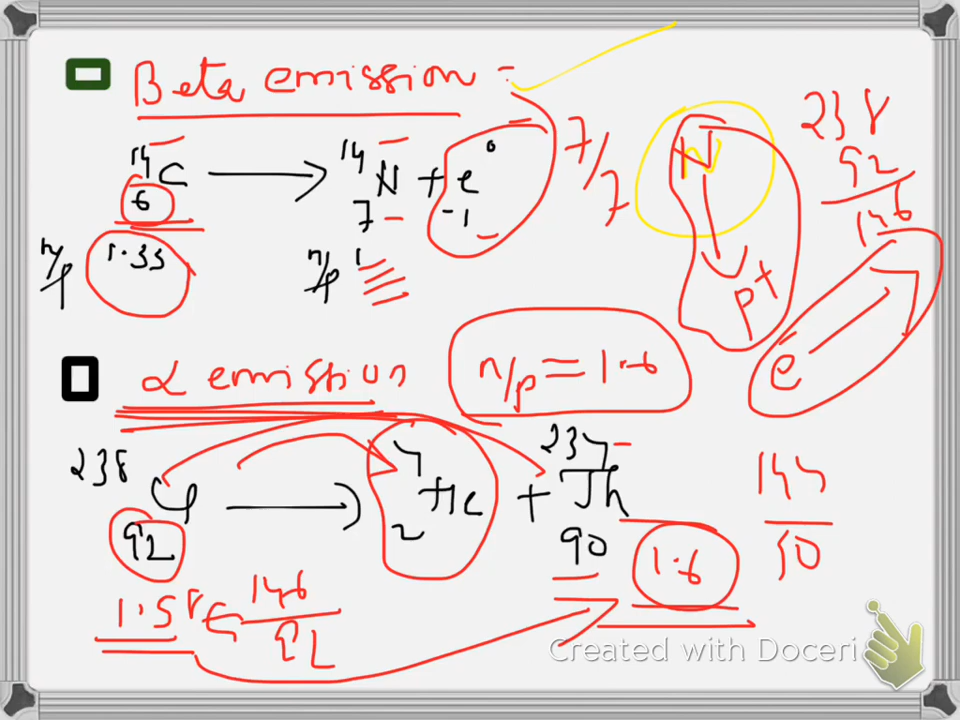 Beta emission :
14 C 6 → 14 N 7 + e 0 -1
7/7
N
p+
238
92
146
n/p 1.33
n/p 1
e-
α emission
n/p = 1.6
238 U 92 → 4 He 2 + 234 Th 90
1.6
144
90
1.58 ← 146
92
Created with Doceri